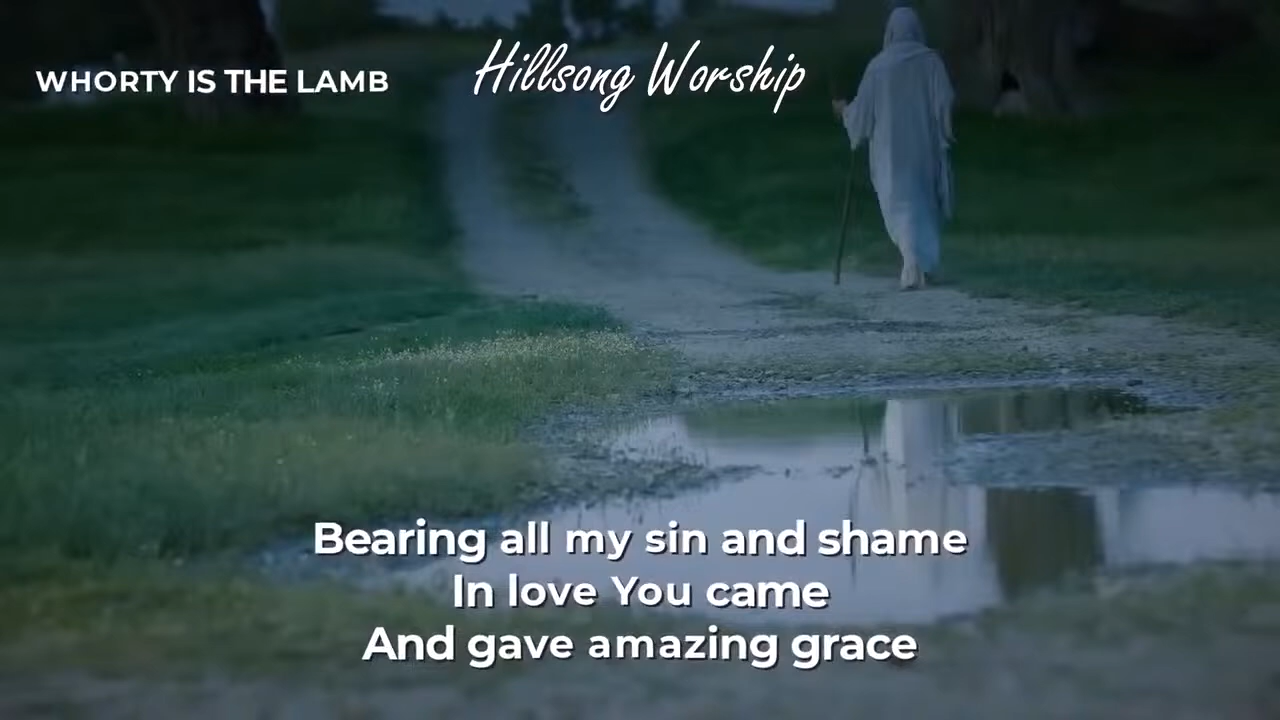 WHORTY IS THE LAMB
Hillsong Worship
Bearing all my sin and shame
In love You came
And gave amazing grace